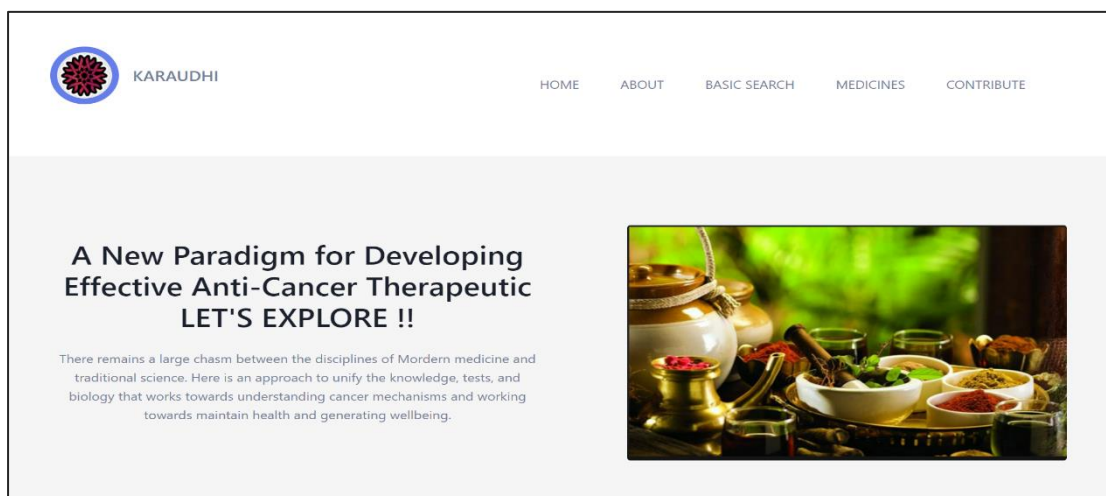 KARAUDHI
HOME ABOUT BASIC SEARCH MEDICINES CONTRIBUTE
A New Paradigm for Developing
Effective Anti-Cancer Therapeutic
LET'S EXPLORE !!
There remains a large chasm between the disciplines of Mordern medicine and
traditional science. Here is an approach to unify the knowledge, tests, and
biology that works towards understanding cancer mechanisms and working
towards maintain health and generating wellbeing.